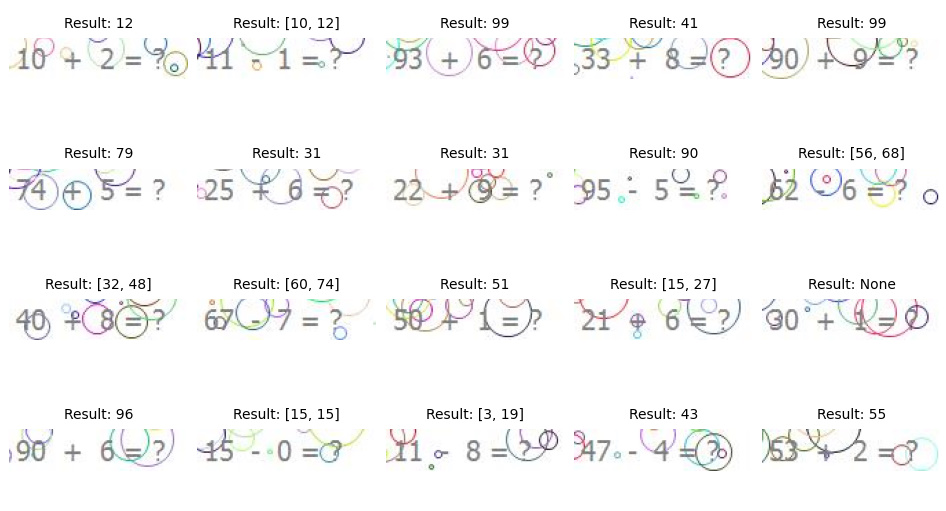 Result: 12 Result: [10, 12] Result: 99 Result: 41 Result: 99
10 + 2 = ? 11 - 1 = ? 93 + 6 = ? 33 + 8 = ? 90 + 9 = ?
Result: 79 Result: 31 Result: 31 Result: 90 Result: [56, 68]
74 + 5 = ? 25 + 6 = ? 22 + 9 = ? 95 - 5 = ? 62 - 6 = ?
Result: [32, 48] Result: [60, 74] Result: 51 Result: [15, 27] Result: None
40 + 8 = ? 67 - 7 = ? 50 + 1 = ? 21 + 6 = ? 30 + 1 = ?
Result: 96 Result: [15, 15] Result: [3, 19] Result: 43 Result: 55
90 + 6 = ? 15 - 0 = ? 11 - 8 = ? 47 - 4 = ? 53 + 2 = ?